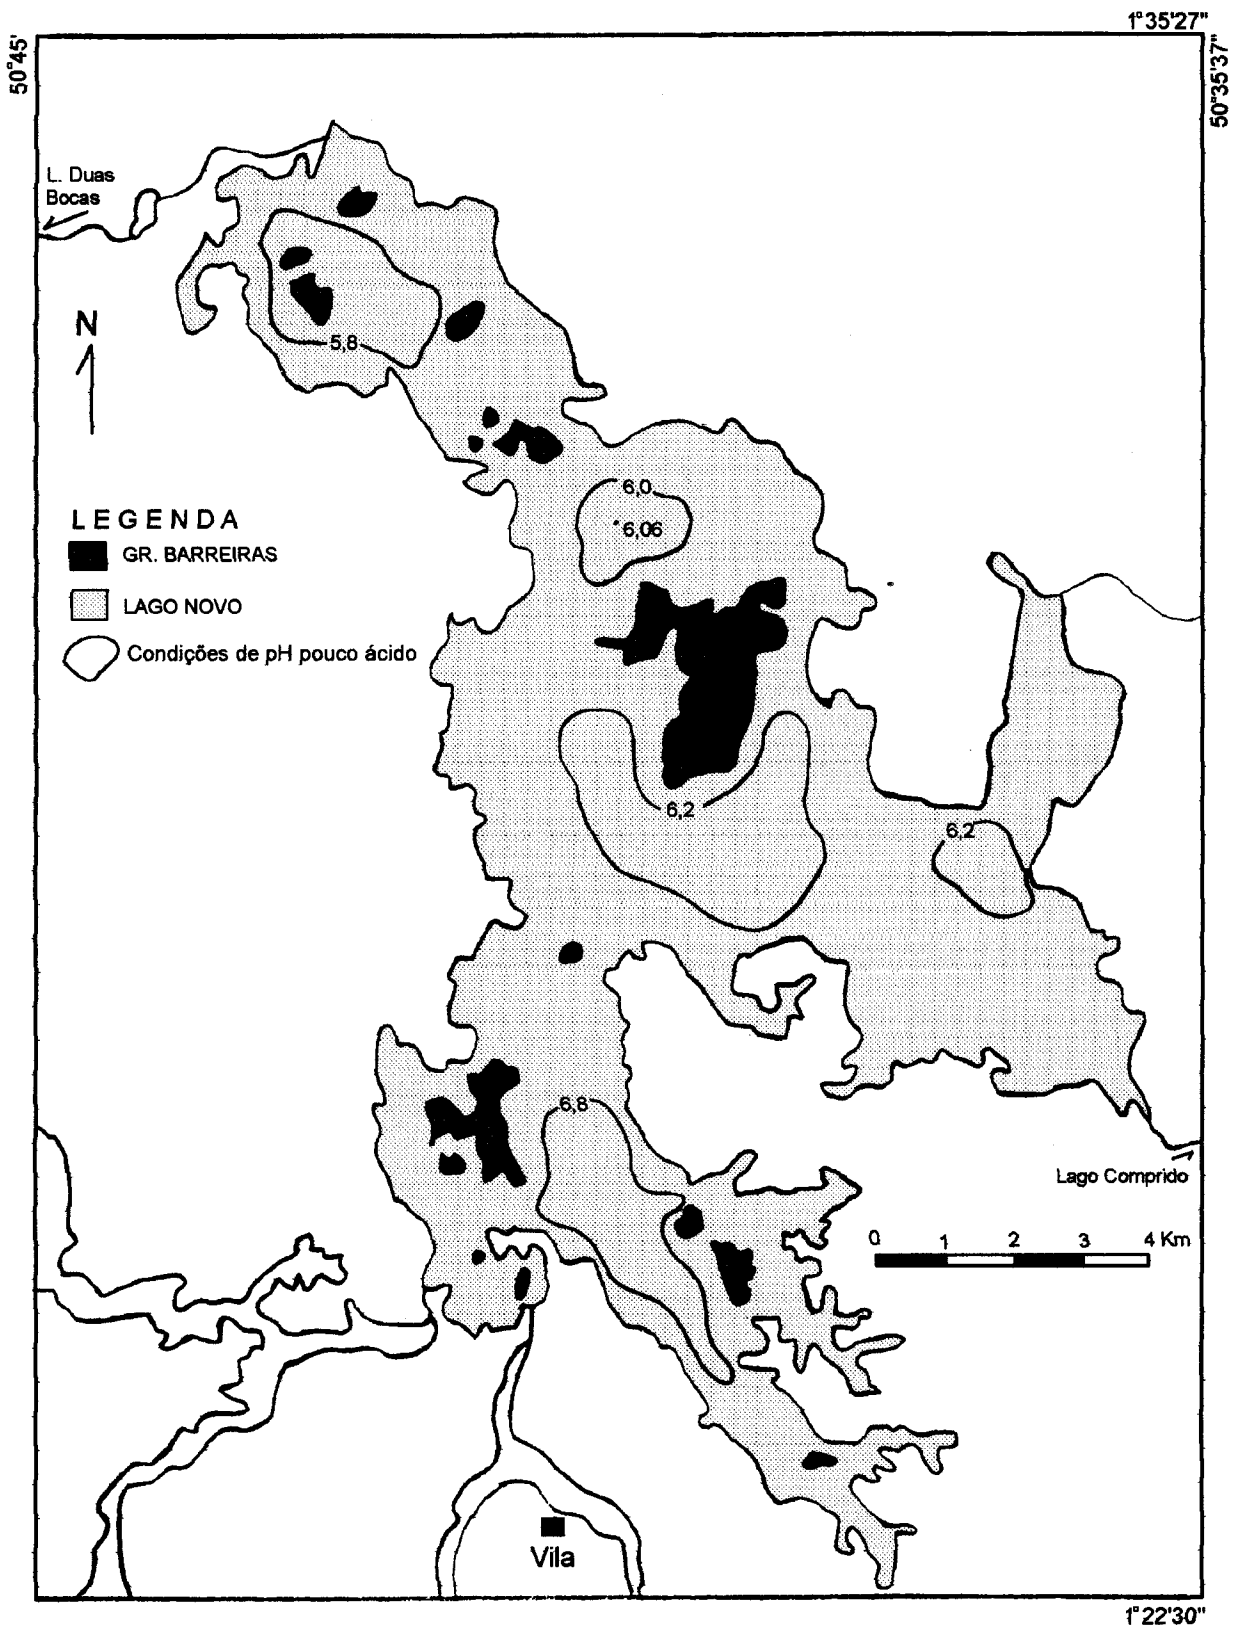 1°35'27"
50°45'
50°35'37"
L. Duas
Bocas
N
5,8
6,0
6,06
LEGENDA
GR. BARREIRAS
LAGO NOVO
Condições de pH pouco ácido
6,2
6,2
6,8
Lago Comprido
0 1 2 3 4 Km
Vila
1°22'30"